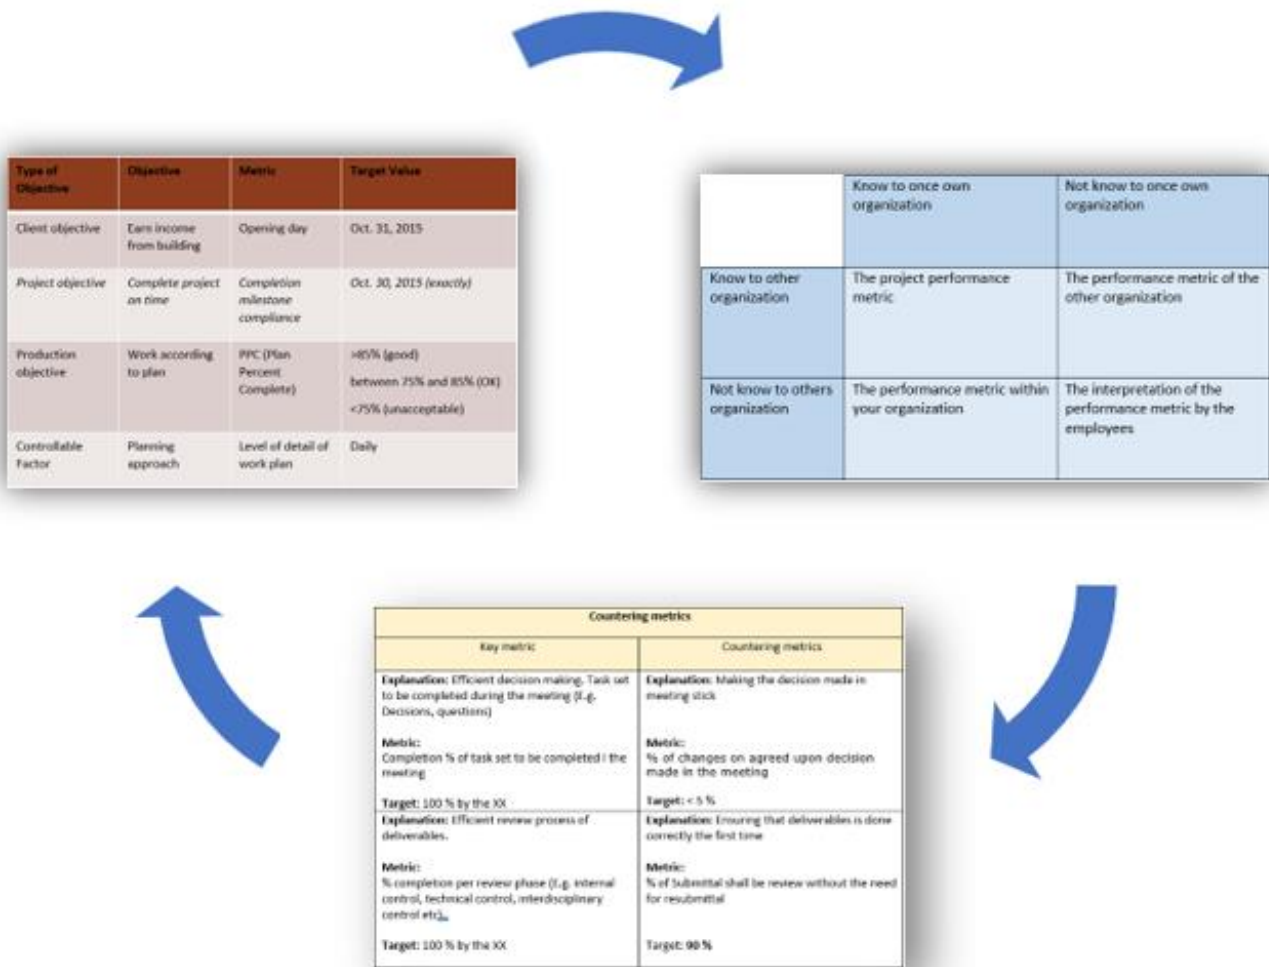 Type of Objective
Objective
Metric
Target Value
Client objective
Earn income from building
Opening day
Oct. 31, 2015
Project objective
Complete project on time
Completion milestone compliance
Oct. 30, 2015 (exactly)
Production objective
Work according to plan
PPC (Plan Percent Complete)
>85% (good)
between 75% and 85% (OK)
<75% (unacceptable)
Controllable Factor
Planning approach
Level of detail of work plan
Daily
Know to once own organization
Not know to once own organization
Know to other organization
The project performance metric
The performance metric of the other organization
Not know to others organization
The performance metric within your organization
The interpretation of the performance metric by the employees
Countering metrics
Key metric
Countering metrics
Explanation: Efficient decision making. Task set to be completed during the meeting (E.g. Decisions, questions)
Metric:
Completion % of task set to be completed i the meeting
Target: 100 % by the XX
Explanation: Making the decision made in meeting stick
Metric:
% of changes on agreed upon decision made in the meeting
Target: < 5 %
Explanation: Efficient review process of deliverables.
Metric:
% completion per review phase (E.g. internal control, technical control, interdisciplinary control etc)..
Target: 100 % by the XX
Explanation: Ensuring that deliverables is done correctly the first time
Metric:
% of Submittal shall be review without the need for resubmittal
Target: 90 %